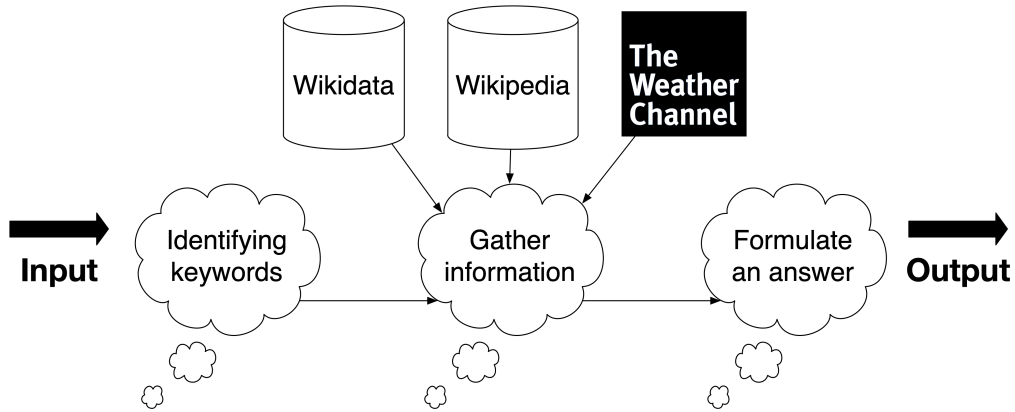 Wikidata
Wikipedia
The
Weather
Channel
Input
Identifying
keywords
Gather
information
Formulate
an answer
Output